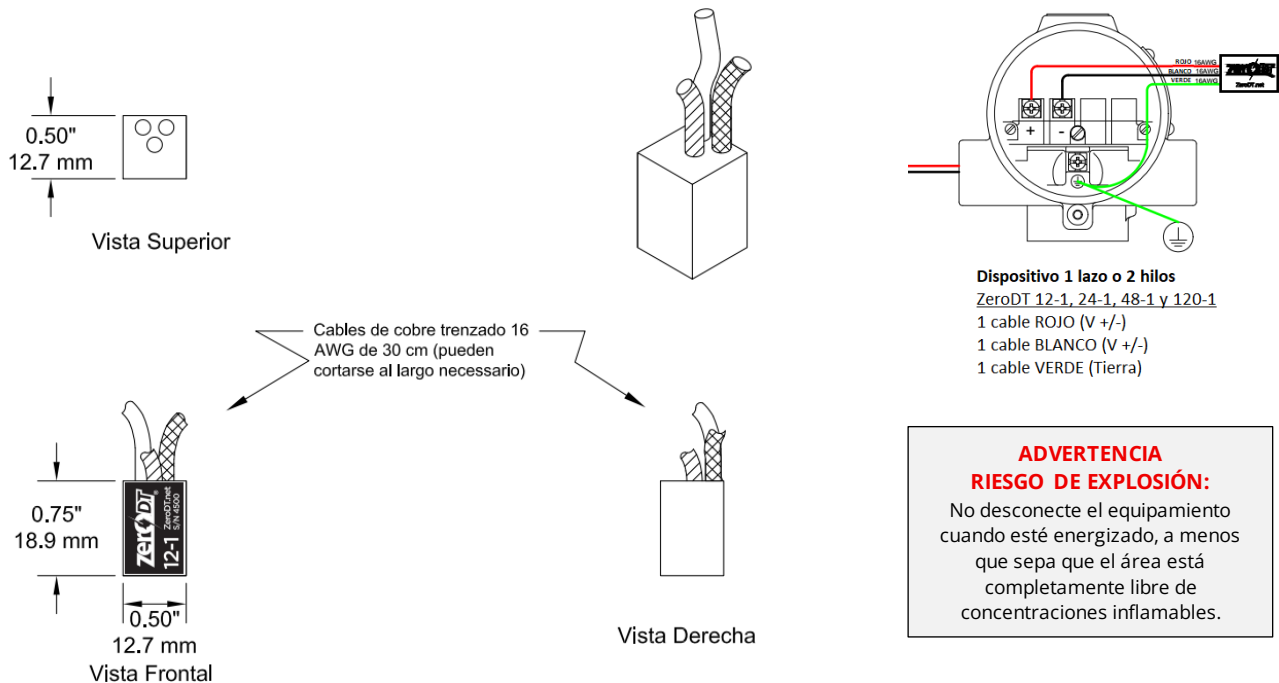 0.50"
12.7 mm
Vista Superior
Cables de cobre trenzado 16
AWG de 30 cm (pueden
cortarse al largo necessario)
0.75"
18.9 mm
zeroDT®
12-1
ZeroDT.net
S/N 4500
0.50"
12.7 mm
Vista Frontal
Vista Derecha
ROJO 16AWG
BLANCO 16AWG
VERDE 16AWG
zeroDT
ZeroDT.net
+ -
Dispositivo 1 lazo o 2 hilos
ZeroDT 12-1, 24-1, 48-1 y 120-1
1 cable ROJO (V +/-)
1 cable BLANCO (V +/-)
1 cable VERDE (Tierra)
ADVERTENCIA
RIESGO DE EXPLOSIÓN:
No desconecte el equipamiento
cuando esté energizado, a menos
que sepa que el área está
completamente libre de
concentraciones inflamables.